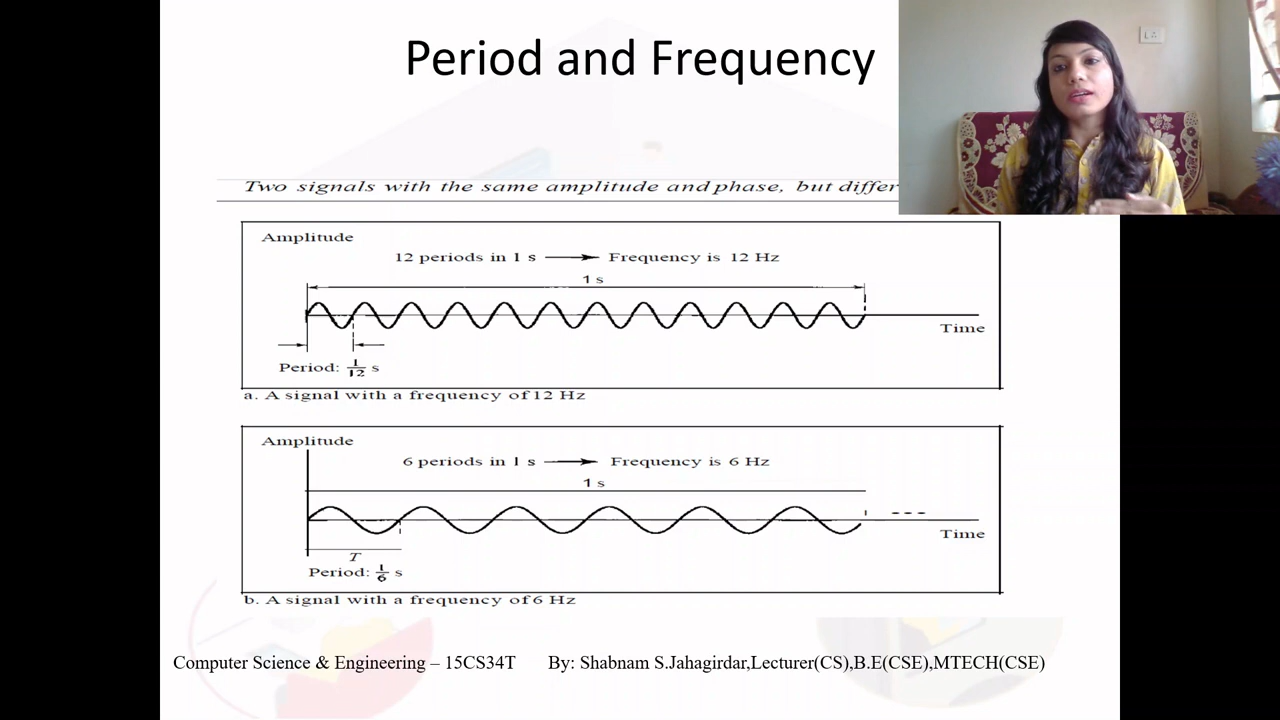 Period and Frequency
Two signals with the same amplitude and phase, but differ
Amplitude
12 periods in 1 s Frequency is 12 Hz
1 s
Time
Period: 1/12 s
a. A signal with a frequency of 12 Hz
Amplitude
6 periods in 1 s Frequency is 6 Hz
1 s
Time
T
Period: 1/6 s
b. A signal with a frequency of 6 Hz
Computer Science & Engineering – 15CS34T By: Shabnam S.Jahagirdar,Lecturer(CS),B.E(CSE),MTECH(CSE)